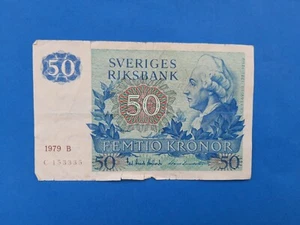 50
SVERIGES
RIKSBANK
50
1979 B
FEMTIO KRONOR
50
50